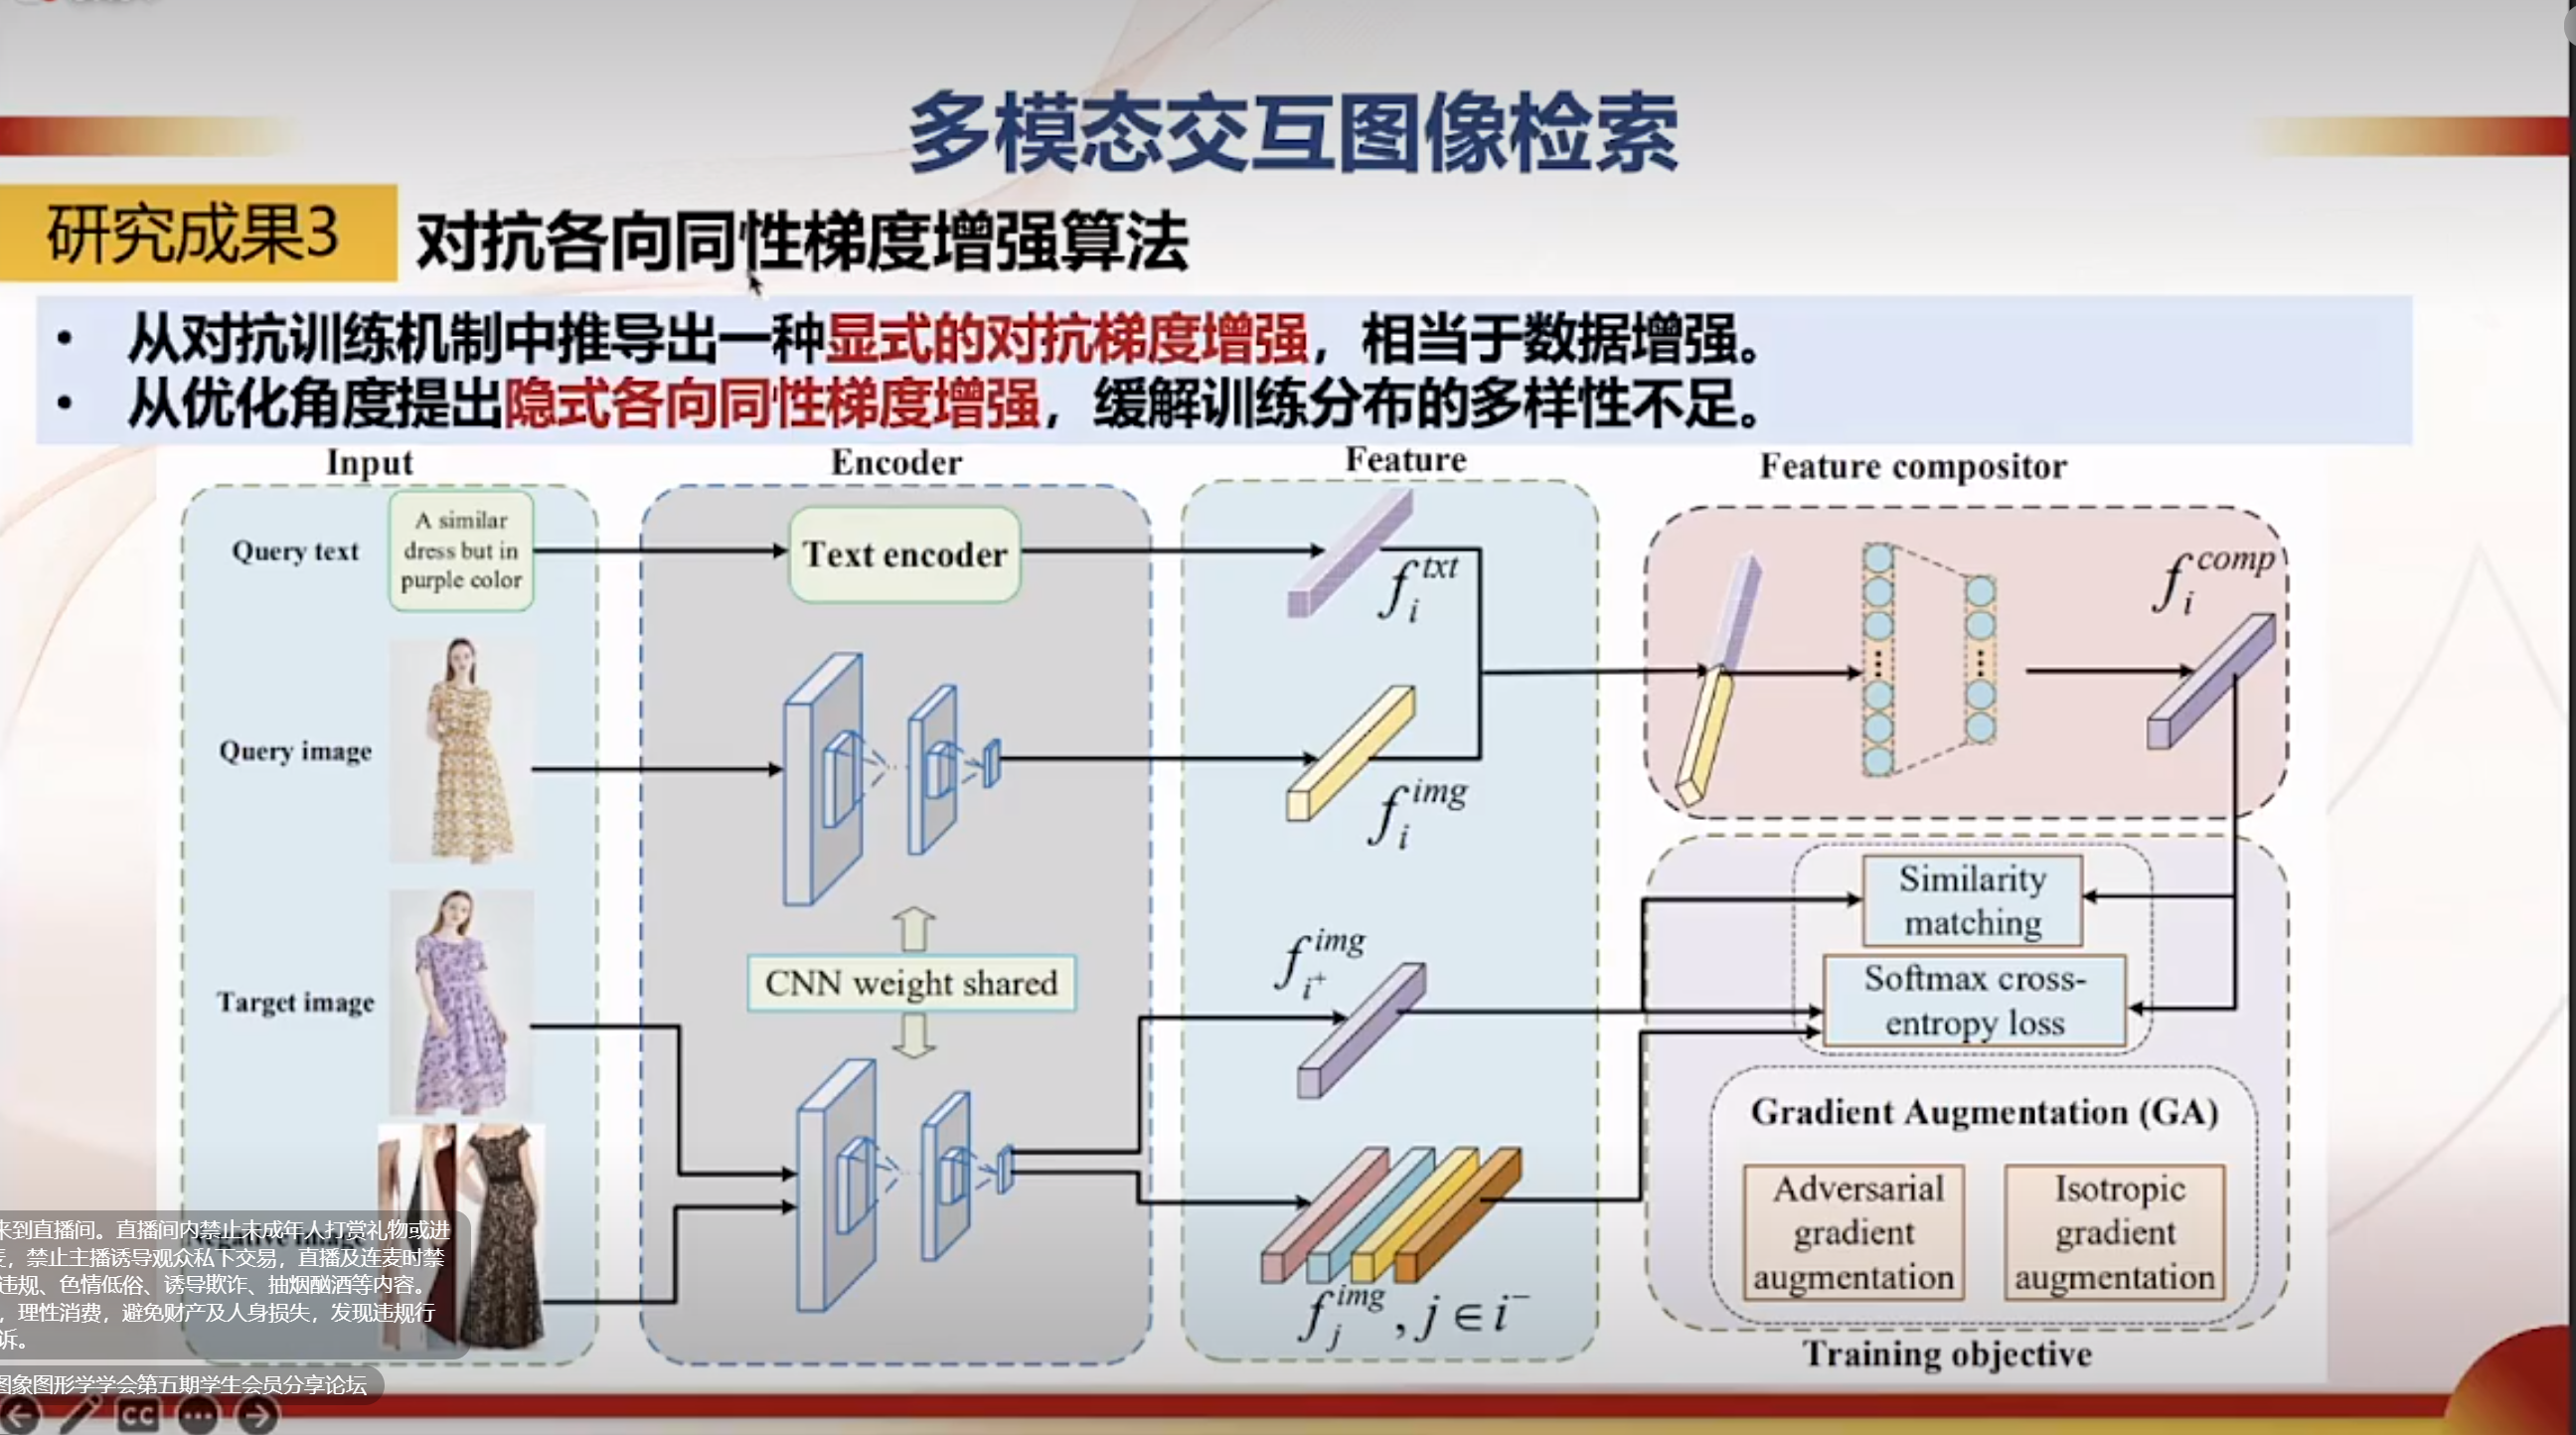 多模态交互图像检索
研究成果3
对抗各向同性梯度增强算法
• 从对抗训练机制中推导出一种显式的对抗梯度增强，相当于数据增强。
• 从优化角度提出隐式各向同性梯度增强，缓解训练分布的多样性不足。
Input
Encoder
Feature
Feature compositor
Query text
A similar
dress but in
purple color
Text encoder
f_i^{txt}
f_i^{comp}
Query image
f_i^{img}
Target image
CNN weight shared
f_{i^+}^{img}
Similarity
matching
Softmax cross-
entropy loss
Gradient Augmentation (GA)
Adversarial
gradient
augmentation
Isotropic
gradient
augmentation
f_j^{img}, j ∈ i^-
Training objective
来到直播间。直播间内禁止未成年人打赏礼物或进
，禁止主播诱导观众私下交易，直播及连麦时禁
违规、色情低俗、诱导欺诈、抽烟酗酒等内容。
，理性消费，避免财产及人身损失，发现违规行
诉。
图象图形学学会第五期学生会员分享论坛
CC